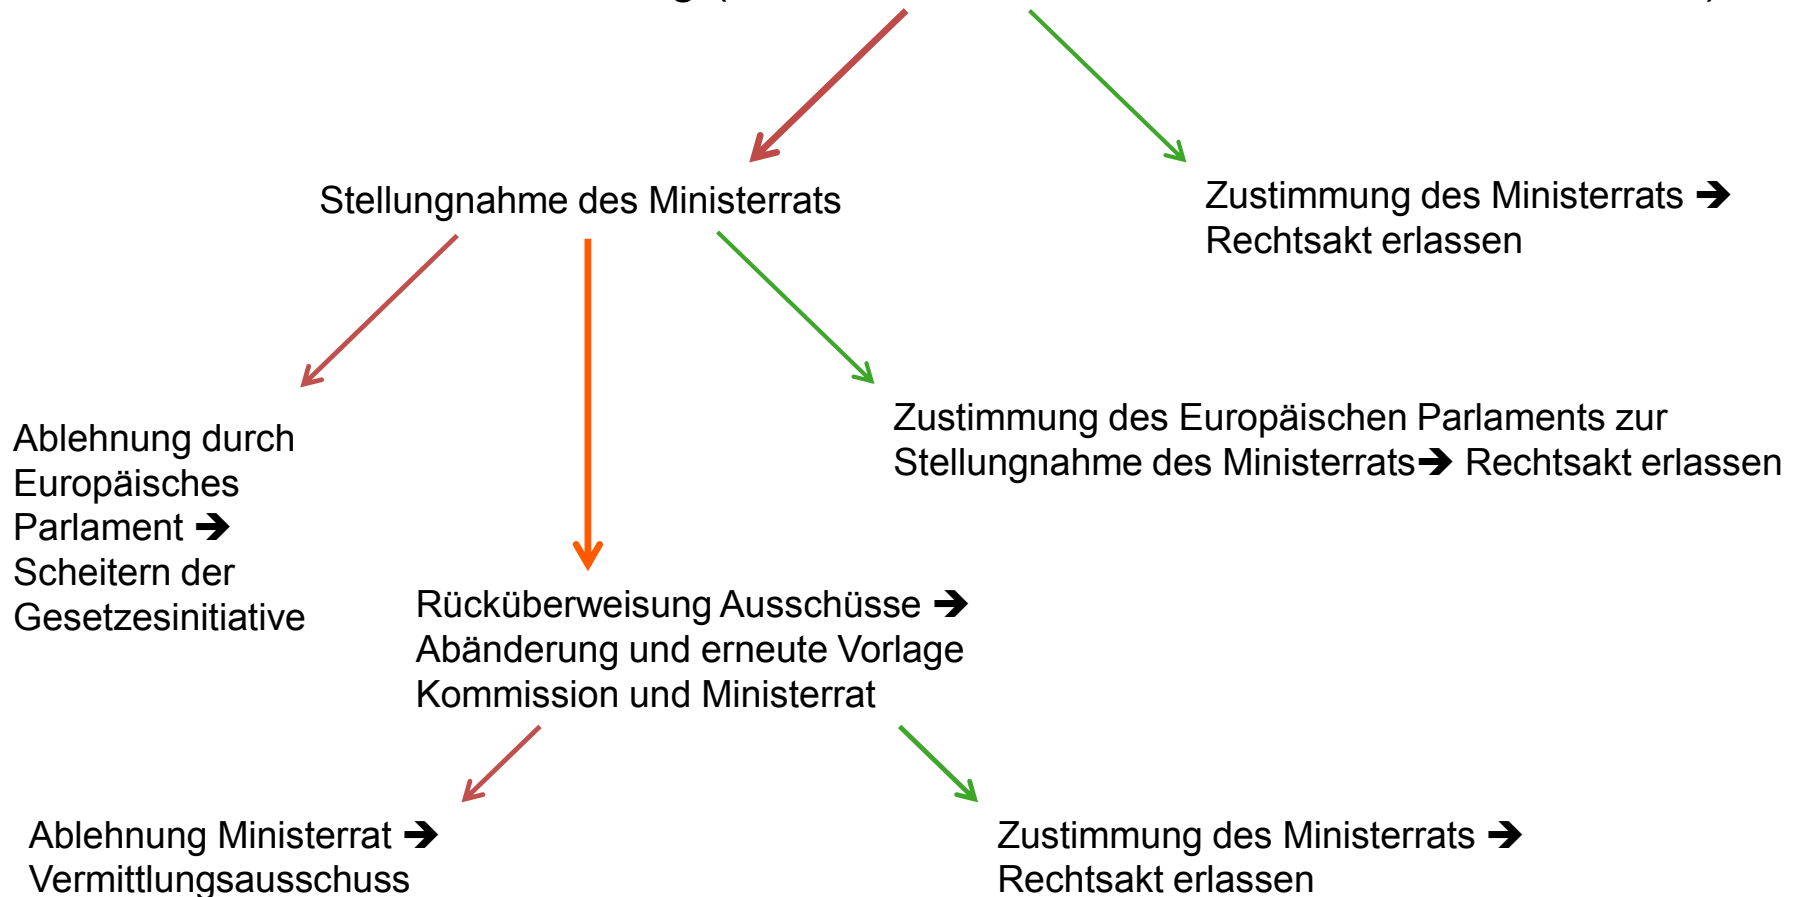 Stellungnahme des Ministerrats
Zustimmung des Ministerrats ➔
Rechtsakt erlassen
Zustimmung des Europäischen Parlaments zur
Stellungnahme des Ministerrats➔ Rechtsakt erlassen
Ablehnung durch
Europäisches
Parlament ➔
Scheitern der
Gesetzesinitiative
Rücküberweisung Ausschüsse ➔
Abänderung und erneute Vorlage
Kommission und Ministerrat
Ablehnung Ministerrat ➔
Vermittlungsausschuss
Zustimmung des Ministerrats ➔
Rechtsakt erlassen